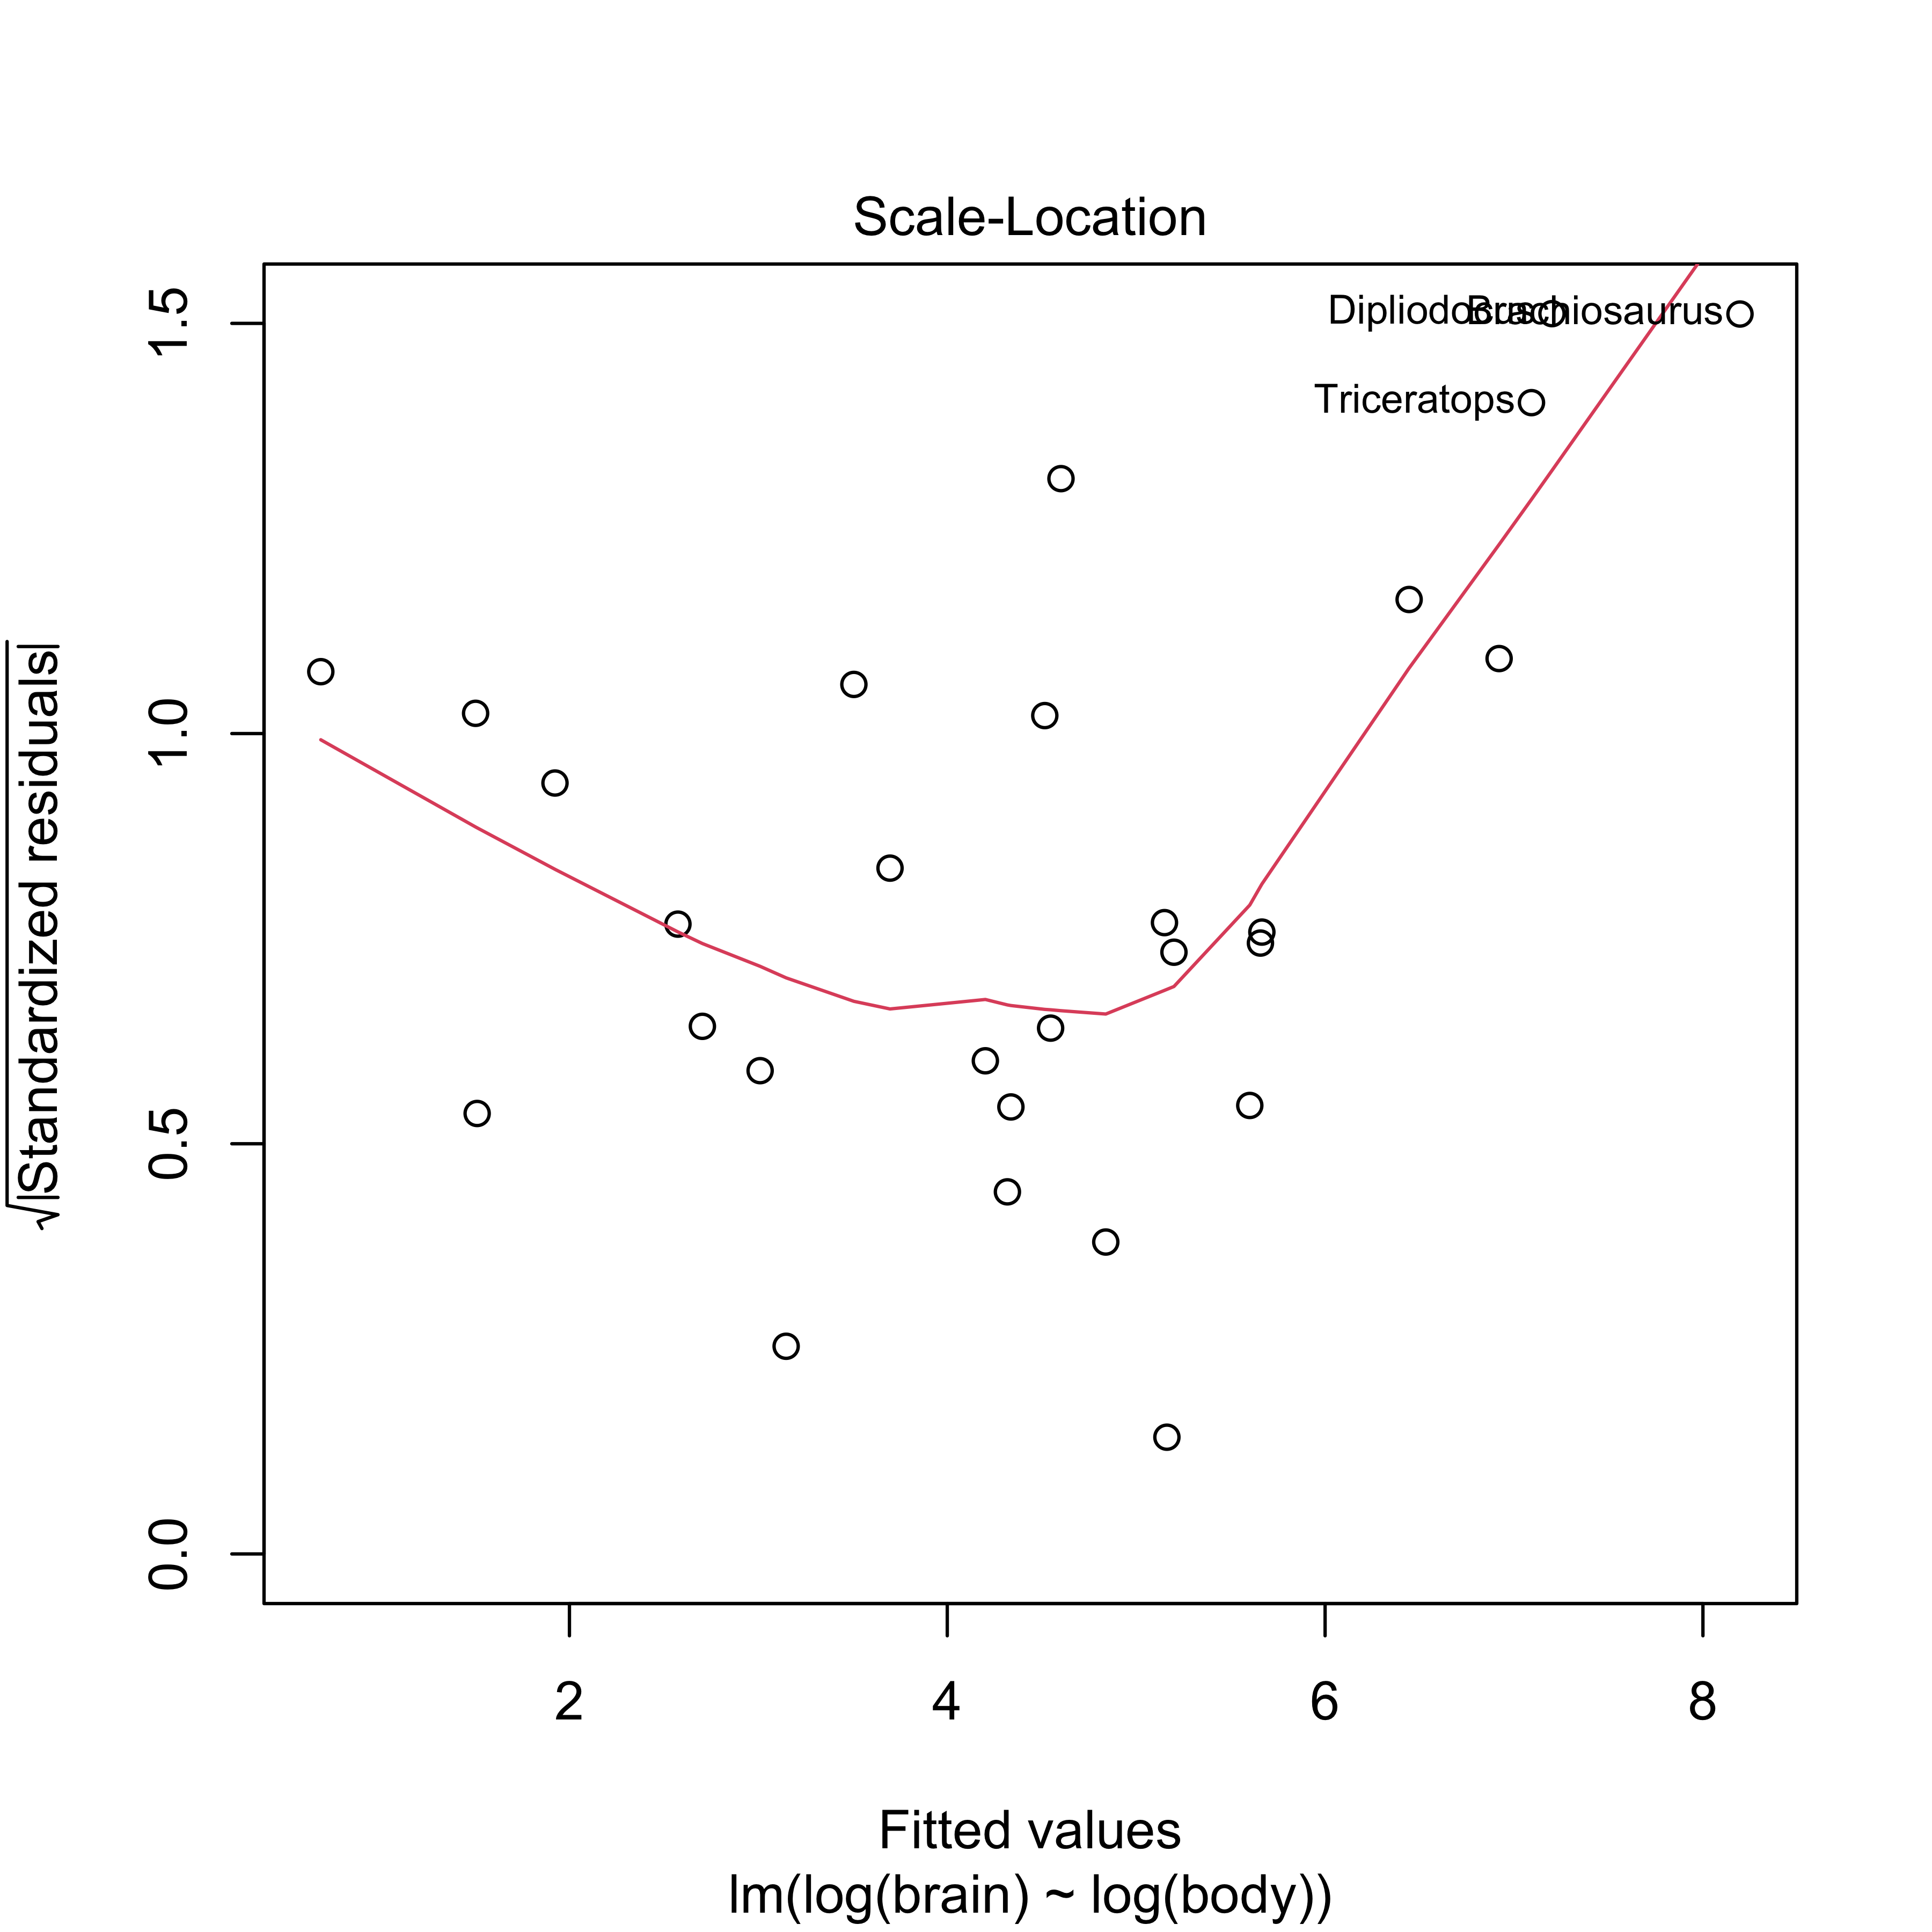 Scale-Location
√|Standardized residuals|
1.5
1.0
0.5
0.0
Dipliodocus
Brachiosaurus
Triceratops
2 4 6 8
Fitted values
lm(log(brain) ~ log(body))